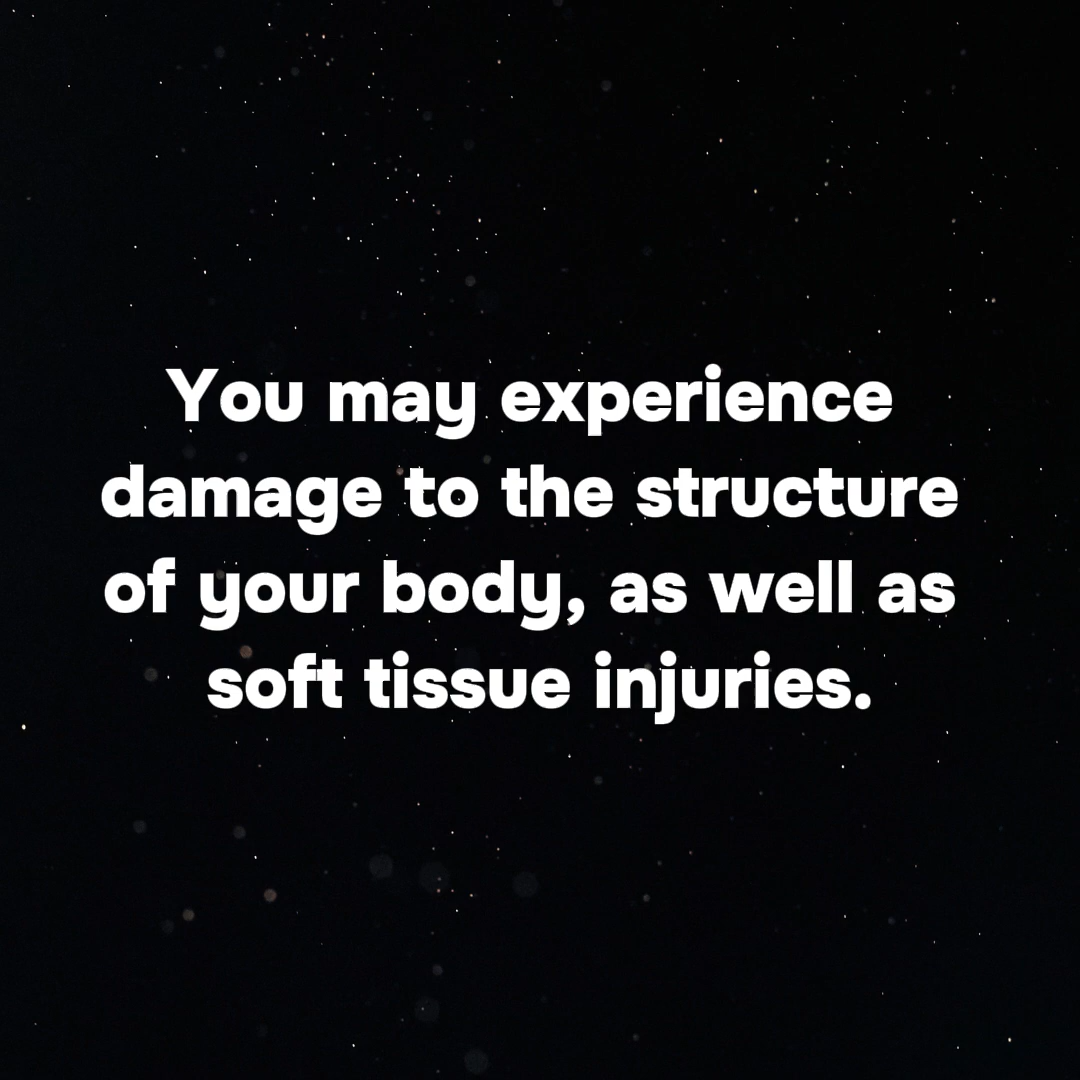 You may experience
damage to the structure
of your body, as well as
soft tissue injuries.